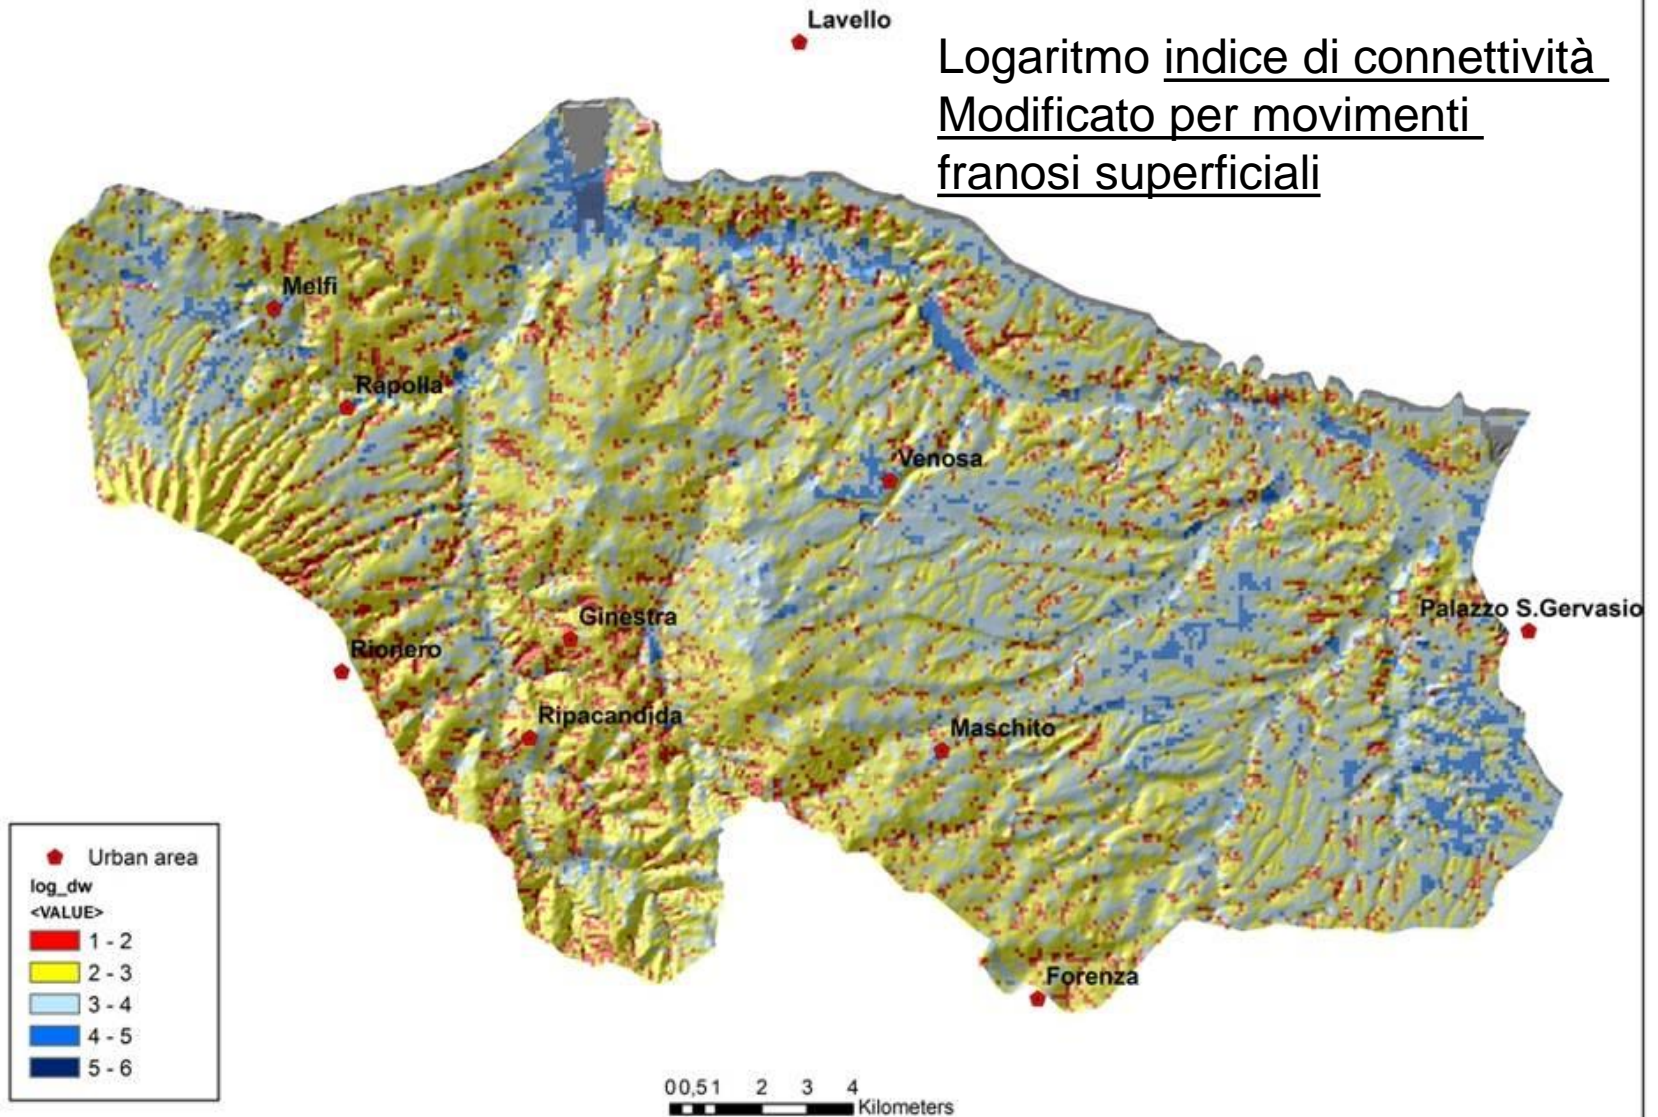 Lavello
Logaritmo indice di connettività
Modificato per movimenti
franosi superficiali
Melfi
Rapolla
Venosa
Ginestra
Palazzo S.Gervasio
Rionero
Ripacandida
Maschito
Forenza
Urban area
log_dw
<VALUE>
1 - 2
2 - 3
3 - 4
4 - 5
5 - 6
0 0,5 1 2 3 4
Kilometers